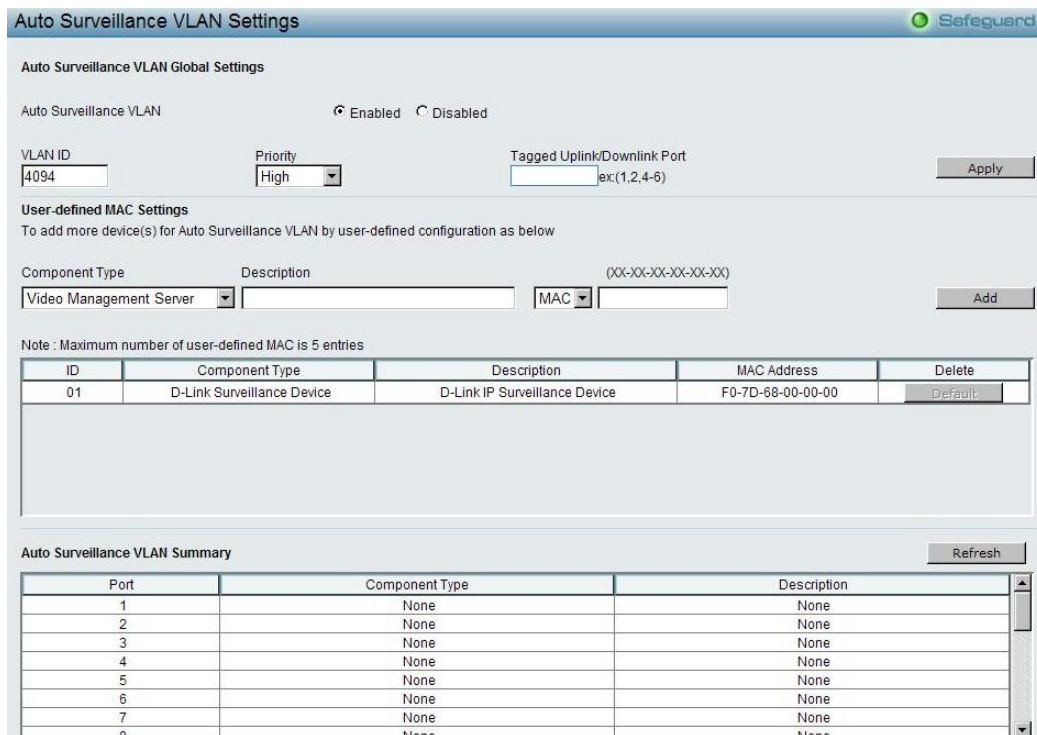 Auto Surveillance VLAN Settings
Safeguard
Auto Surveillance VLAN Global Settings
Auto Surveillance VLAN Enabled Disabled
VLAN ID Priority Tagged Uplink/Downlink Port
4094 High ex:(1,2,4-6) Apply
User-defined MAC Settings
To add more device(s) for Auto Surveillance VLAN by user-defined configuration as below
Component Type Description (XX-XX-XX-XX-XX-XX)
Video Management Server MAC Add
Note : Maximum number of user-defined MAC is 5 entries
ID Component Type Description MAC Address Delete
01 D-Link Surveillance Device D-Link IP Surveillance Device F0-7D-68-00-00-00 Default
Auto Surveillance VLAN Summary Refresh
Port Component Type Description
1 None None
2 None None
3 None None
4 None None
5 None None
6 None None
7 None None
8 None None